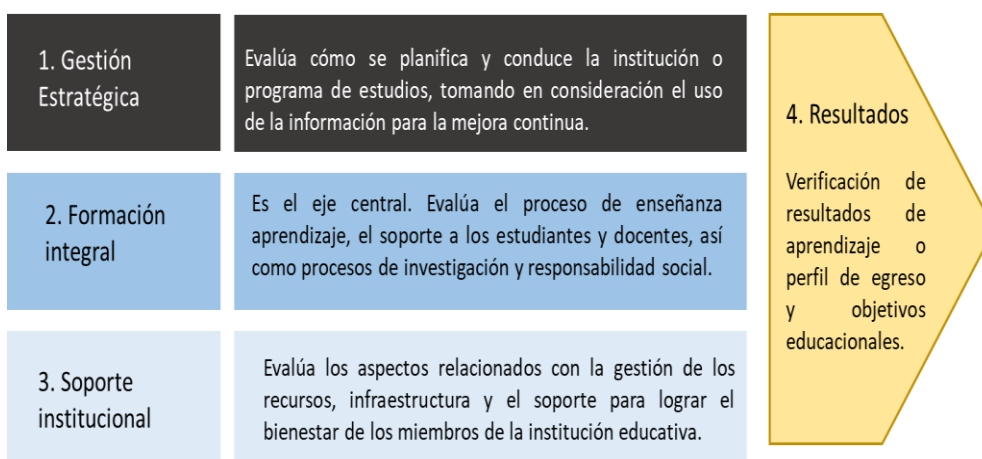 1. Gestión
Estratégica
Evalúa cómo se planifica y conduce la institución o
programa de estudios, tomando en consideración el uso
de la información para la mejora continua.
2. Formación
integral
Es el eje central. Evalúa el proceso de enseñanza
aprendizaje, el soporte a los estudiantes y docentes, así
como procesos de investigación y responsabilidad social.
3. Soporte
institucional
Evalúa los aspectos relacionados con la gestión de los
recursos, infraestructura y el soporte para lograr el
bienestar de los miembros de la institución educativa.
4. Resultados
Verificación de
resultados de
aprendizaje o
perfil de egreso
y objetivos
educacionales.